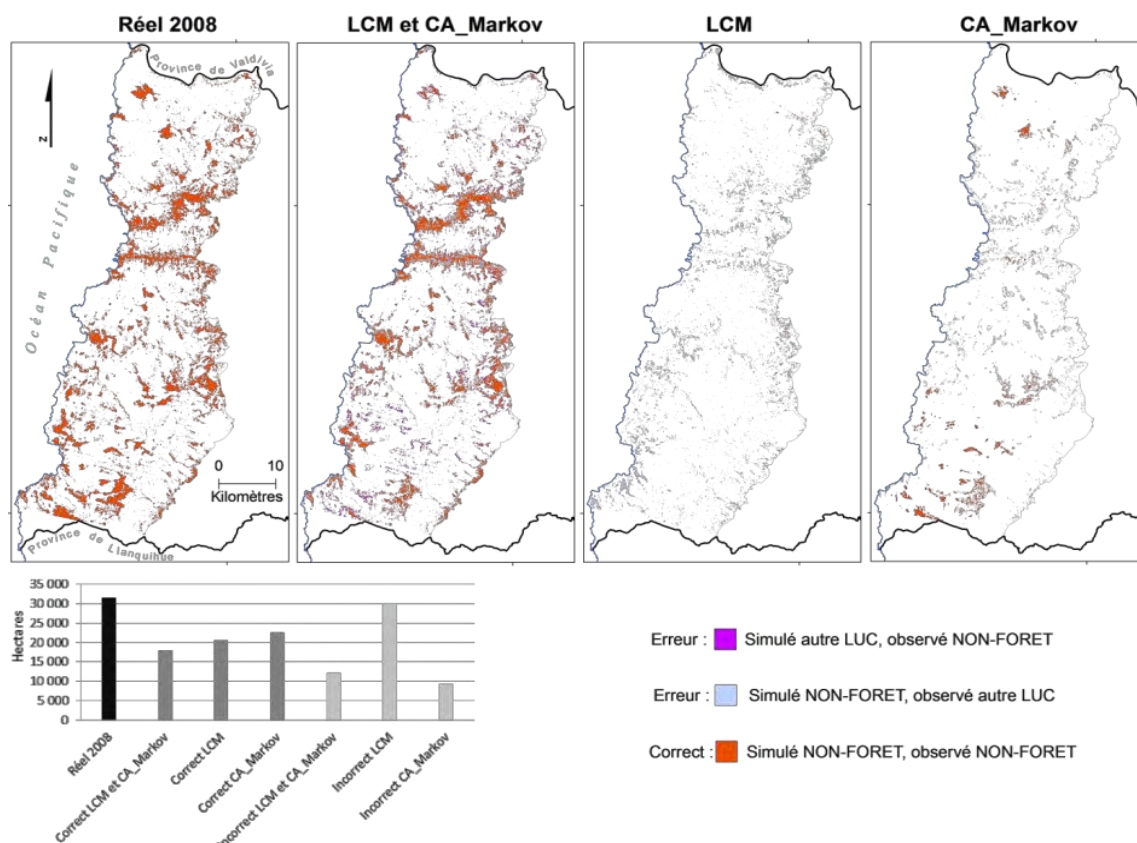 Réel 2008
LCM et CA_Markov
LCM
CA_Markov
Province de Valdivia
N
Océan Pacifique
0 10
Kilomètres
Province de Llanquihue
35 000
30 000
25 000
20 000
15 000
10 000
5 000
0
Hectares
Réel 2008
Correct LCM et CA_Markov
Correct LCM
Correct CA_Markov
Incorrect LCM et CA_Markov
Incorrect LCM
Incorrect CA_Markov
Erreur : Simulé autre LUC, observé NON-FORET
Erreur : Simulé NON-FORET, observé autre LUC
Correct : Simulé NON-FORET, observé NON-FORET